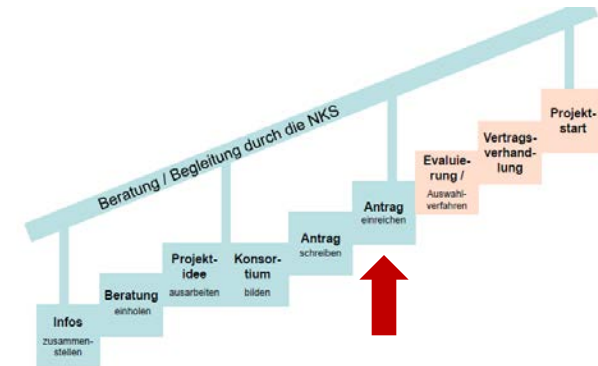 Beratung / Begleitung durch die NKS
Infos
zusammen-
stellen
Beratung
einholen
Projekt-
idee
ausarbeiten
Konsor-
tium
bilden
Antrag
schreiben
Antrag
einreichen
Evaluie-
rung /
Auswahl-
verfahren
Vertrags-
verhand-
lung
Projekt-
start